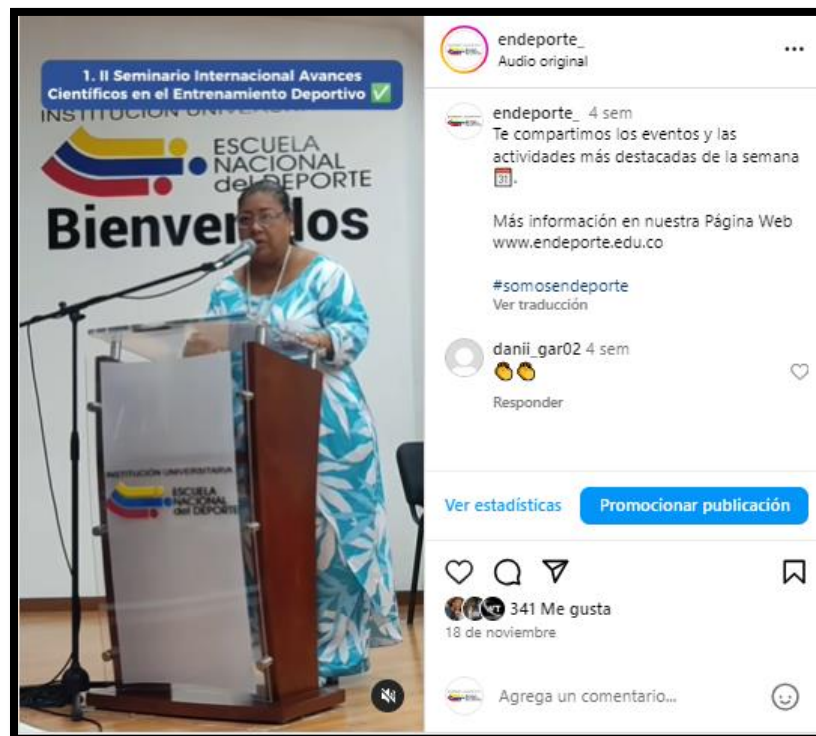 1. II Seminario Internacional Avances
Científicos en el Entrenamiento Deportivo ✅
INSTITUCIÓN
ESCUELA
NACIONAL
del DEPORTE
Bienvenidos
INSTITUCIÓN UNIVERSITARIA
ESCUELA
NACIONAL
del DEPORTE
endeporte_
Audio original
endeporte_ 4 sem
Te compartimos los eventos y las
actividades más destacadas de la semana
📅.
Más información en nuestra Página Web
www.endeporte.edu.co
#somosendeporte
Ver traducción
danii_gar02 4 sem
👏👏
Responder
Ver estadísticas
Promocionar publicación
341 Me gusta
18 de noviembre
Agrega un comentario...